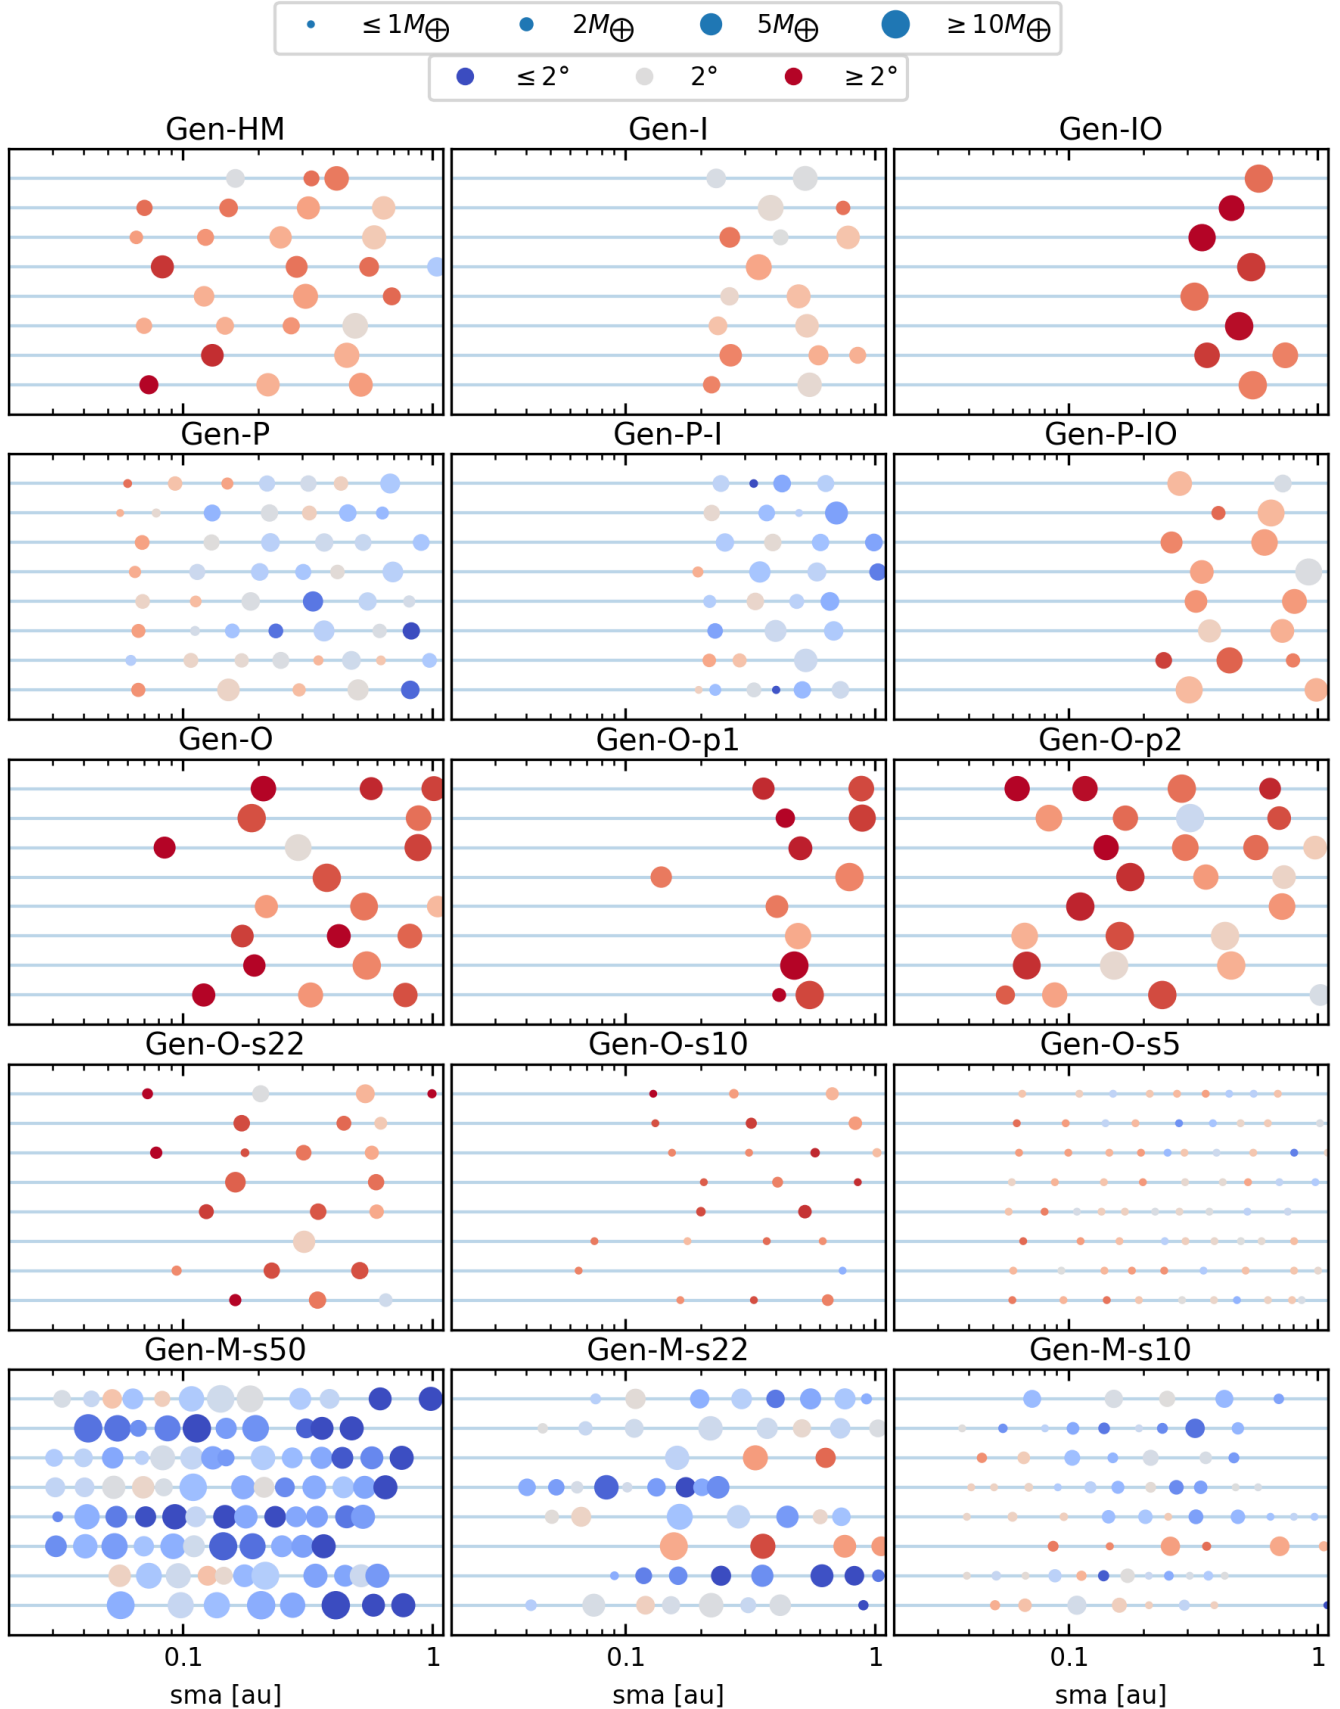 ≤ 1M⊕ 2M⊕ 5M⊕ ≥ 10M⊕
≤ 2° 2° ≥ 2°
Gen-HM Gen-I Gen-IO
Gen-P Gen-P-I Gen-P-IO
Gen-O Gen-O-p1 Gen-O-p2
Gen-O-s22 Gen-O-s10 Gen-O-s5
Gen-M-s50 Gen-M-s22 Gen-M-s10
0.1 1 0.1 1 0.1 1
sma [au] sma [au] sma [au]